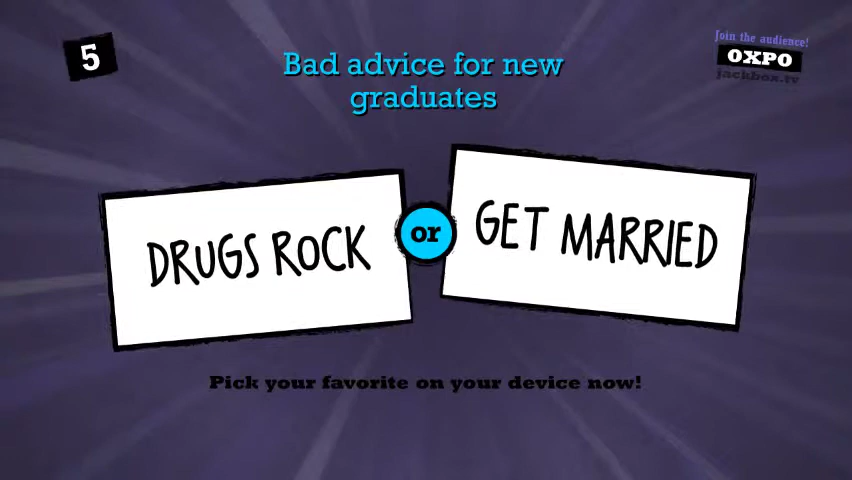 5
Bad advice for new
graduates
Join the audience!
OXPO
jackbox.tv
DRUGS ROCK
or
GET MARRIED
Pick your favorite on your device now!